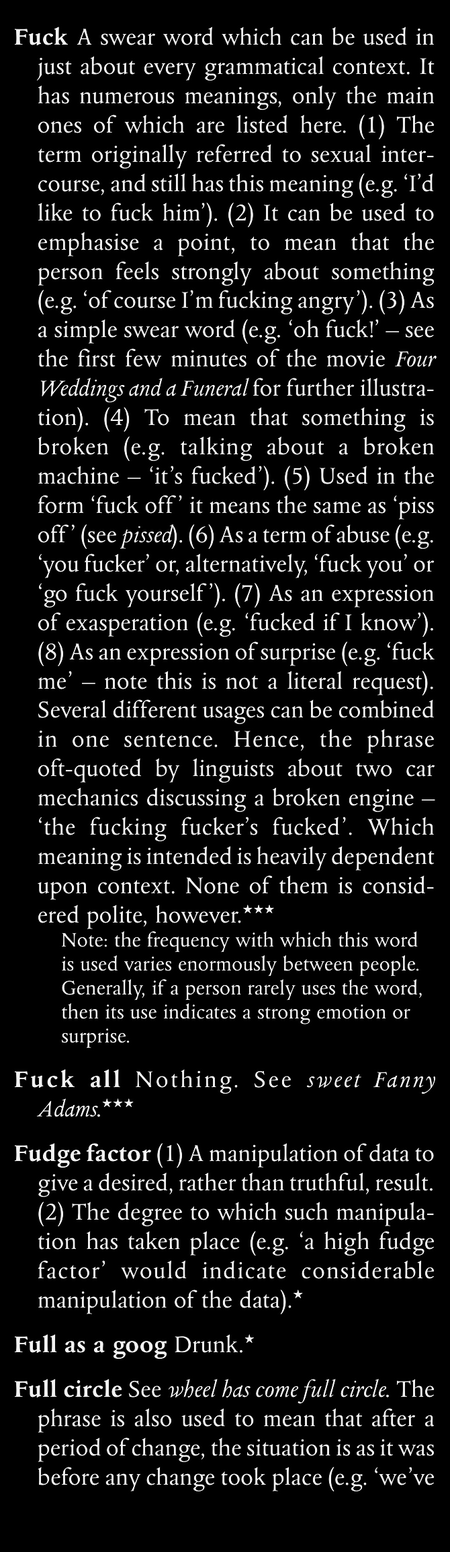 Fuck A swear word which can be used in
just about every grammatical context. It
has numerous meanings, only the main
ones of which are listed here. (1) The
term originally referred to sexual inter-
course, and still has this meaning (e.g. ‘I’d
like to fuck him’). (2) It can be used to
emphasise a point, to mean that the
person feels strongly about something
(e.g. ‘of course I’m fucking angry’). (3) As
a simple swear word (e.g. ‘oh fuck!’ – see
the first few minutes of the movie Four
Weddings and a Funeral for further illustra-
tion). (4) To mean that something is
broken (e.g. talking about a broken
machine – ‘it’s fucked’). (5) Used in the
form ‘fuck off’ it means the same as ‘piss
off’ (see pissed). (6) As a term of abuse (e.g.
‘you fucker’ or, alternatively, ‘fuck you’ or
‘go fuck yourself’). (7) As an expression
of exasperation (e.g. ‘fucked if I know’).
(8) As an expression of surprise (e.g. ‘fuck
me’ – note this is not a literal request).
Several different usages can be combined
in one sentence. Hence, the phrase
oft-quoted by linguists about two car
mechanics discussing a broken engine –
‘the fucking fucker’s fucked’. Which
meaning is intended is heavily dependent
upon context. None of them is consid-
ered polite, however.★★★
Note: the frequency with which this word
is used varies enormously between people.
Generally, if a person rarely uses the word,
then its use indicates a strong emotion or
surprise.
Fuck all Nothing. See sweet Fanny
Adams.★★★
Fudge factor (1) A manipulation of data to
give a desired, rather than truthful, result.
(2) The degree to which such manipula-
tion has taken place (e.g. ‘a high fudge
factor’ would indicate considerable
manipulation of the data).★
Full as a goog Drunk.★
Full circle See wheel has come full circle. The
phrase is also used to mean that after a
period of change, the situation is as it was
before any change took place (e.g. ‘we’ve